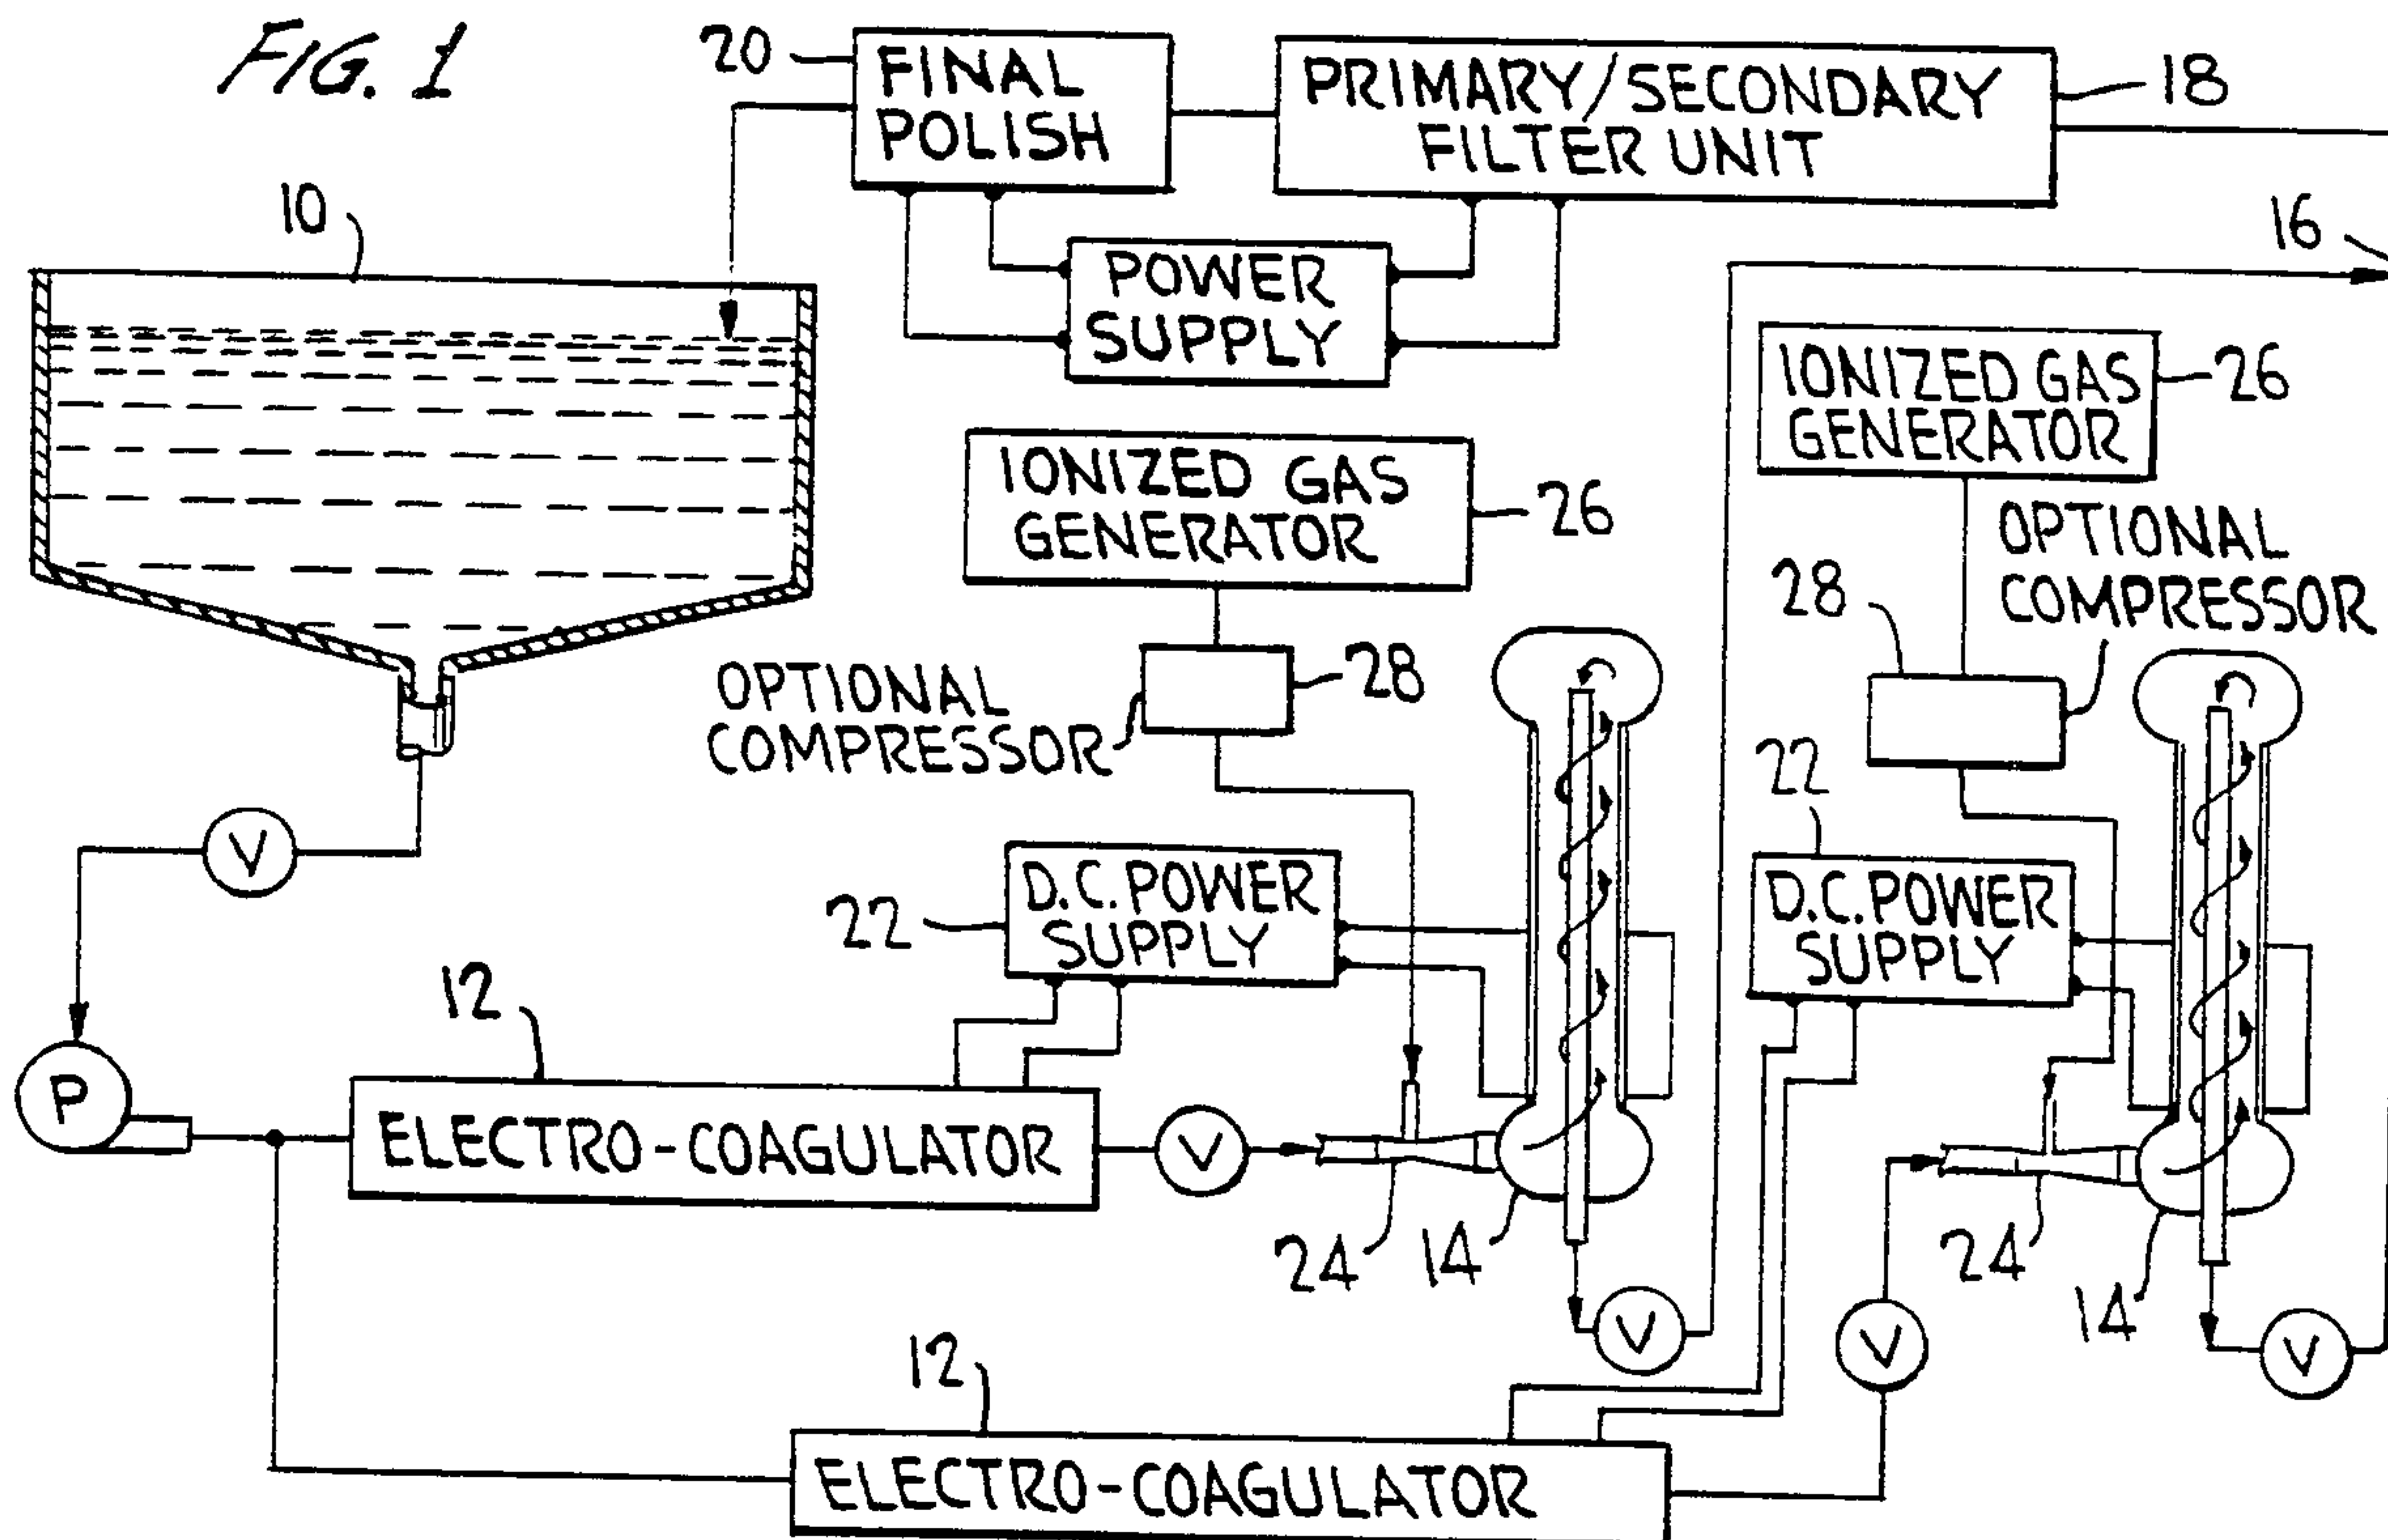 FIG. 1
20
FINAL
POLISH
PRIMARY/SECONDARY
FILTER UNIT
18
10
16
POWER
SUPPLY
IONIZED GAS
GENERATOR
26
IONIZED GAS
GENERATOR
26
OPTIONAL
COMPRESSOR
28
28
OPTIONAL
COMPRESSOR
22
V
D.C. POWER
SUPPLY
22
D.C. POWER
SUPPLY
12
P
ELECTRO-COAGULATOR
V
24
14
24
14
V
V
V
12
ELECTRO-COAGULATOR